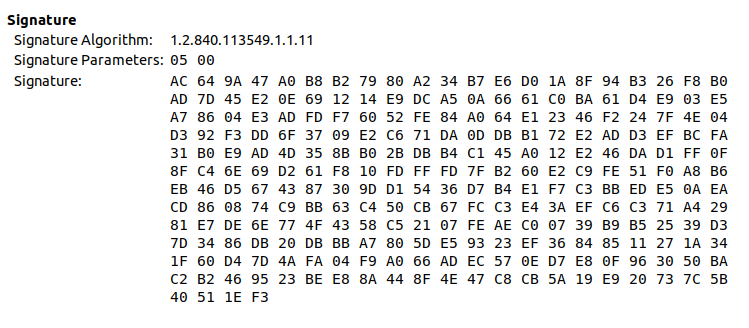 Signature
Signature Algorithm: 1.2.840.113549.1.1.11
Signature Parameters: 05 00
Signature: AC 64 9A 47 A0 B8 B2 79 80 A2 34 B7 E6 D0 1A 8F 94 B3 26 F8 B0
AD 7D 45 E2 0E 69 12 14 E9 DC A5 0A 66 61 C0 BA 61 D4 E9 03 E5
A7 86 04 E3 AD FD F7 60 52 FE 84 A0 64 E1 23 46 F2 24 7F 4E 04
D3 92 F3 DD 6F 37 09 E2 C6 71 DA 0D DB B1 72 E2 AD D3 EF BC FA
31 B0 E9 AD 4D 35 8B B0 2B DB B4 C1 45 A0 12 E2 46 DA D1 FF 0F
8F C4 6E 69 D2 61 F8 10 FD FF FD 7F B2 60 E2 C9 FE 51 F0 A8 B6
EB 46 D5 67 43 87 30 9D D1 54 36 D7 B4 E1 F7 C3 BB ED E5 0A EA
CD 86 08 74 C9 BB 63 C4 50 CB 67 FC C3 E4 3A EF C6 C3 71 A4 29
81 E7 DE 6E 77 4F 43 58 C5 21 07 FE AE C0 07 39 B9 B5 25 39 D3
7D 34 86 DB 20 DB BB A7 80 5D E5 93 23 EF 36 84 85 11 27 1A 34
1F 60 D4 7D 4A FA 04 F9 A0 66 AD EC 57 0E D7 E8 0F 96 30 50 BA
C2 B2 46 95 23 BE E8 8A 44 8F 4E 47 C8 CB 5A 19 E9 20 73 7C 5B
40 51 1E F3